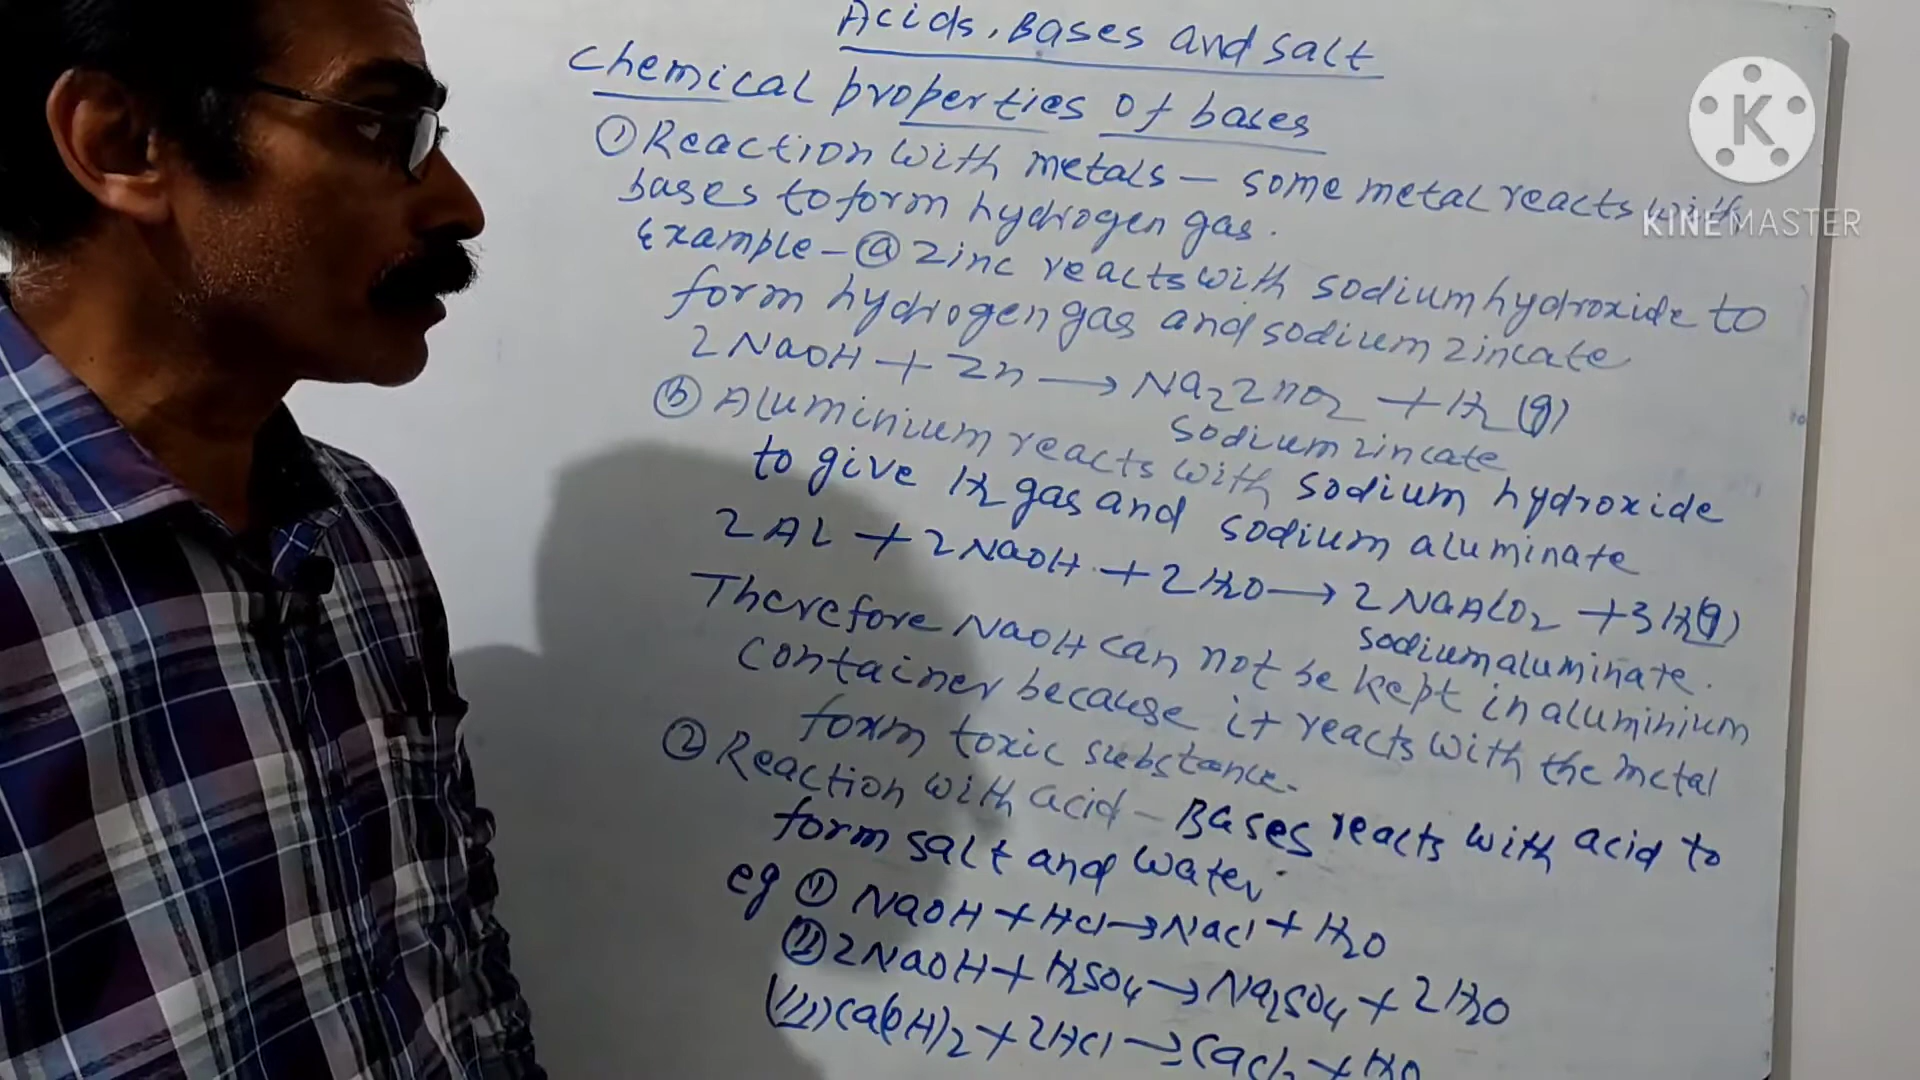 Acids, Bases and Salt
Chemical properties of bases
① Reaction with metals – some metal reacts with
bases to form hydrogen gas.
Example – ⓐ Zinc reacts with sodium hydroxide to
form hydrogen gas and sodium zincate
2NaOH + Zn → Na₂ZnO₂ + H₂(g)
sodium zincate
ⓑ Aluminium reacts with sodium hydroxide
to give H₂ gas and sodium aluminate
2Al + 2NaOH + 2H₂O → 2NaAlO₂ + 3H₂(g)
sodium aluminate.
Therefore NaOH can not be kept in aluminium
container because it reacts with the metal
form toxic substance.
② Reaction with acid – Bases reacts with acid to
form salt and water.
eg ⓘ NaOH + HCl → NaCl + H₂O
(ii) 2NaOH + H₂SO₄ → Na₂SO₄ + 2H₂O
(iii) Ca(OH)₂ + 2HCl → CaCl₂ + H₂O
K
KINEMASTER